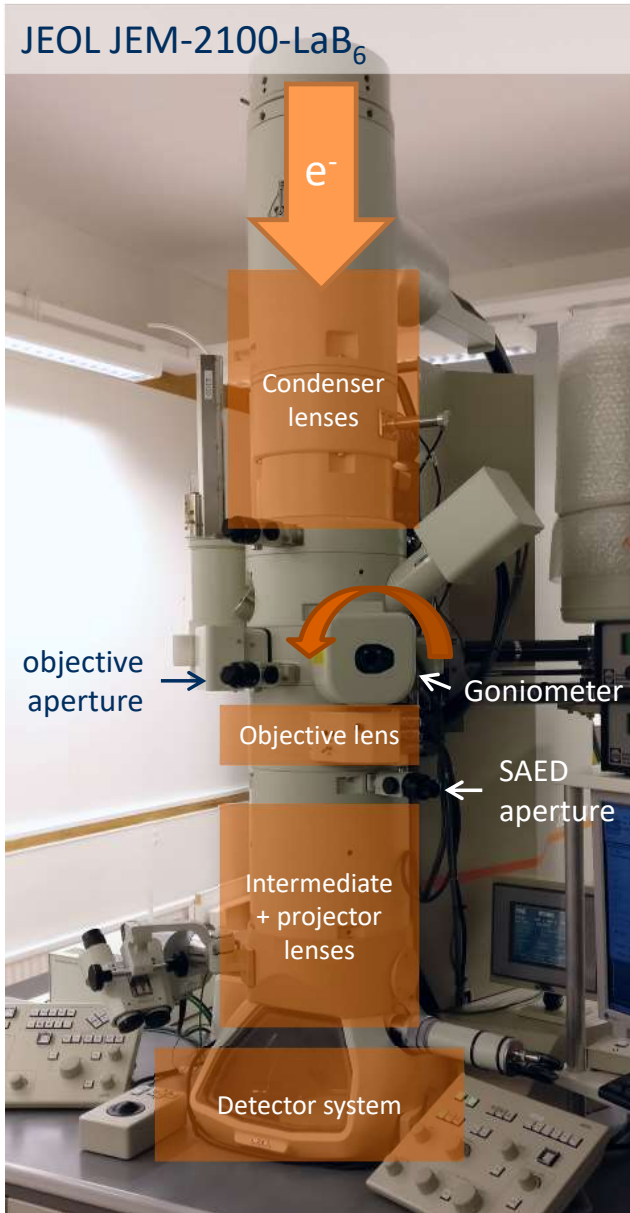 JEOL JEM-2100-LaB₆
e⁻
Condenser
lenses
objective
aperture
Goniometer
Objective lens
SAED
aperture
Intermediate
+ projector
lenses
Detector system